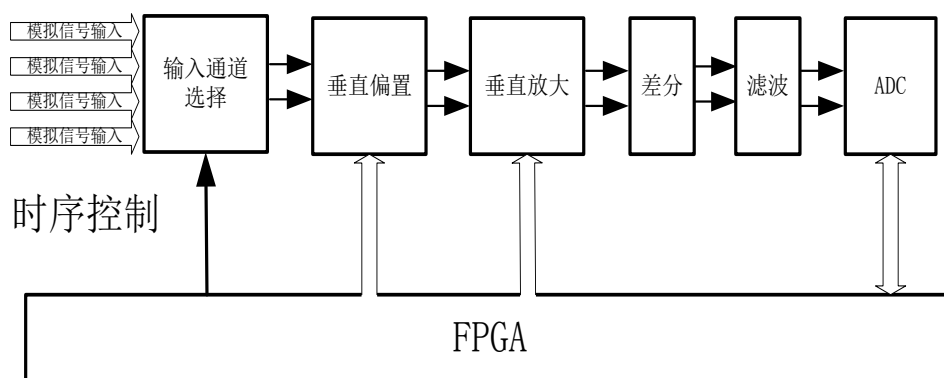 模拟信号输入
模拟信号输入
模拟信号输入
模拟信号输入
输入通道
选择
垂直偏置
垂直放大
差分
滤波
ADC
时序控制
FPGA